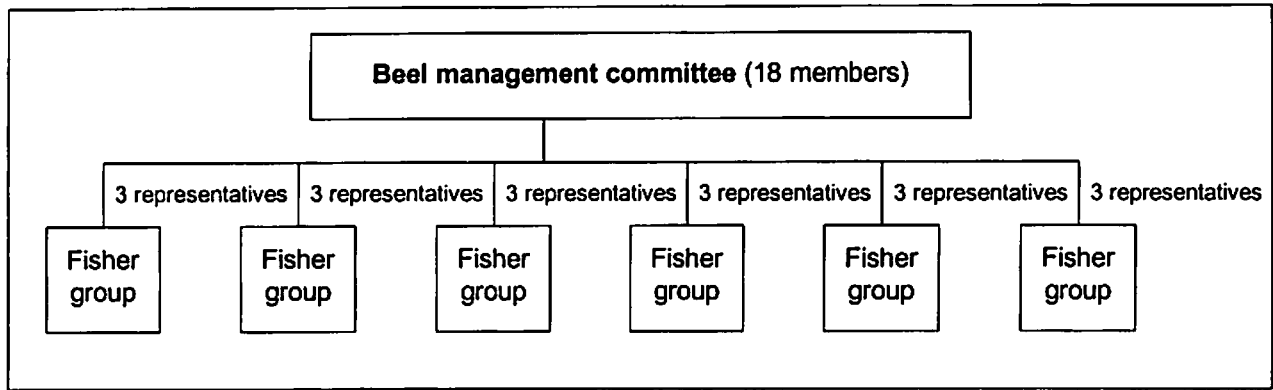 Beel management committee (18 members)
3 representatives 3 representatives 3 representatives 3 representatives 3 representatives 3 representatives
Fisher group
Fisher group
Fisher group
Fisher group
Fisher group
Fisher group